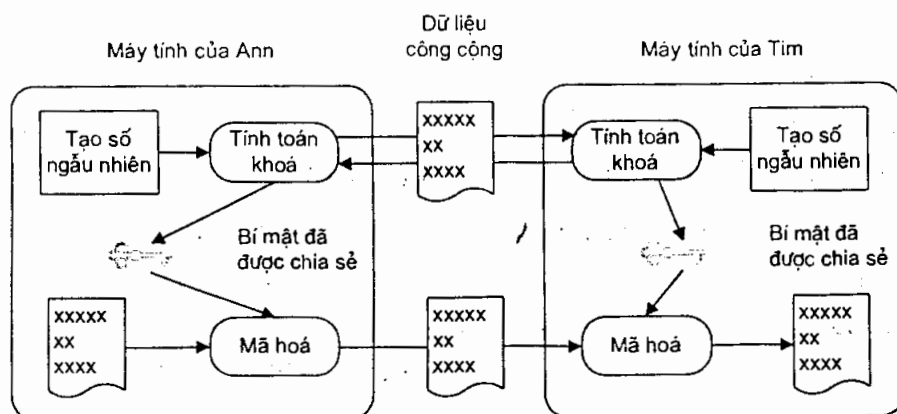 Dữ liệu
công cộng
Máy tính của Ann
Máy tính của Tim
Tạo số
ngẫu nhiên
Tính toán
khoá
xxxxx
xx
xxxx
Tính toán
khoá
Tạo số
ngẫu nhiên
Bí mật đã
được chia sẻ
Bí mật đã
được chia sẻ
xxxxx
xx
xxxx
Mã hoá
xxxxx
xx
xxxx
Mã hoá
xxxxx
xx
xxxx